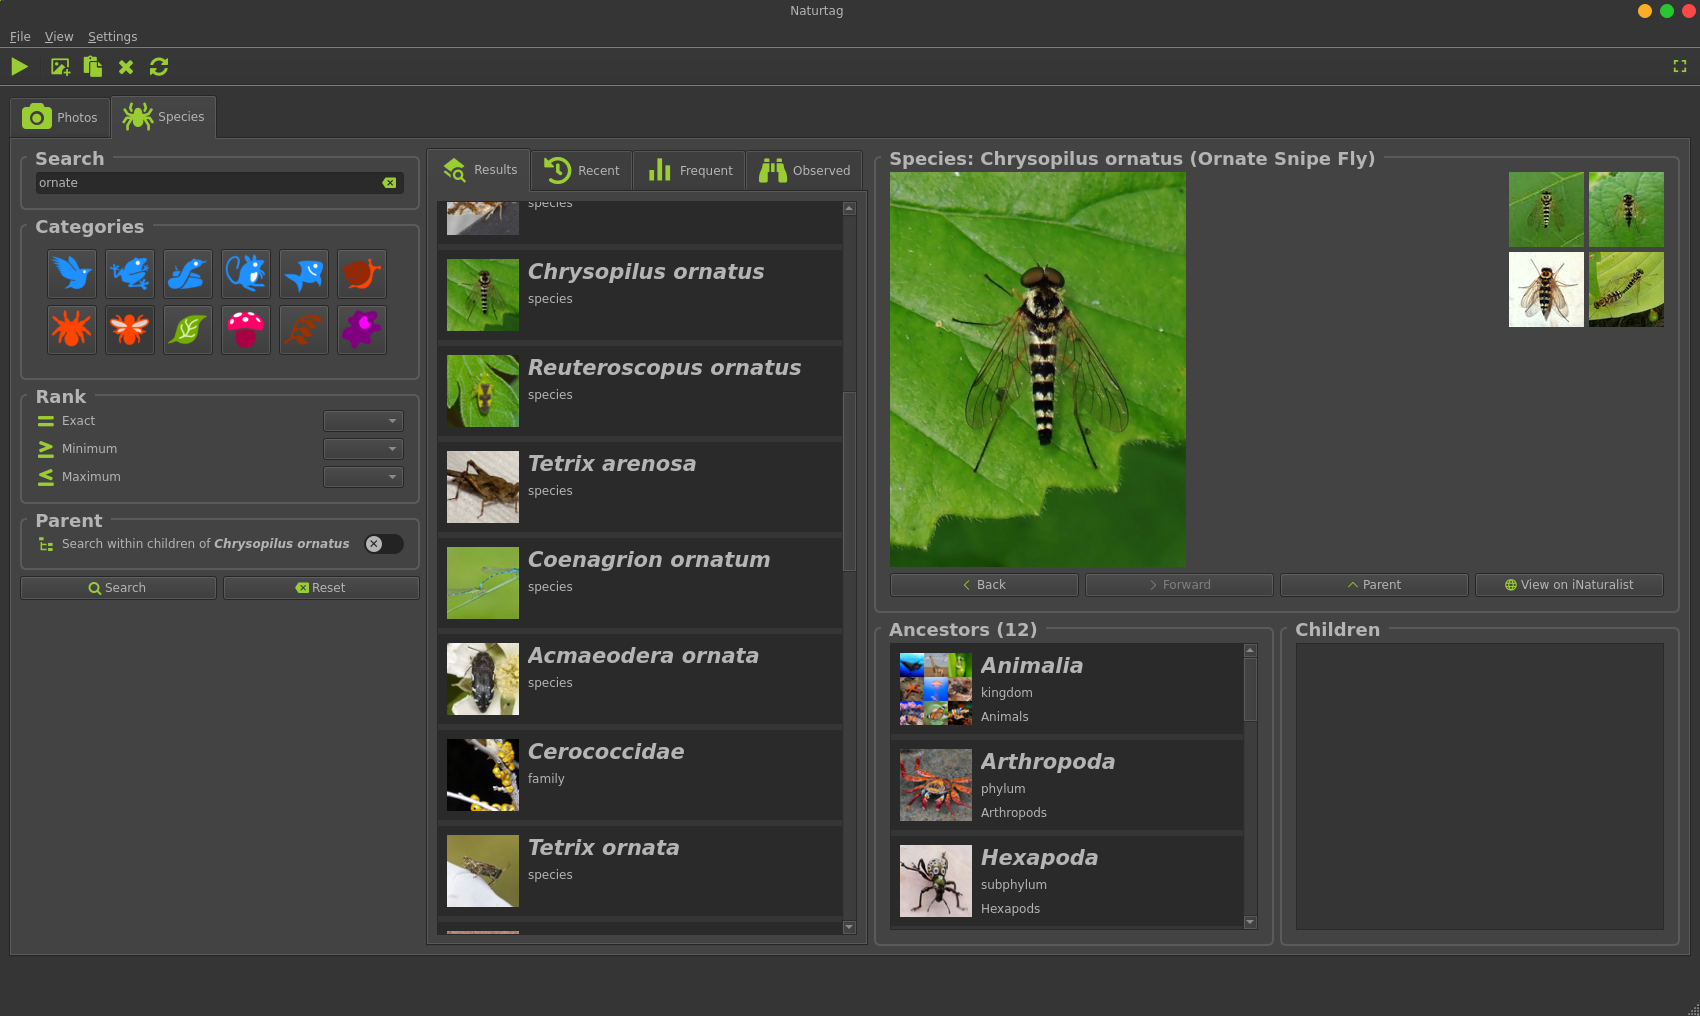 Naturtag
File View Settings
Photos
Species
Search
ornate
Categories
Rank
Exact
Minimum
Maximum
Parent
Search within children of Chrysopilus ornatus
Search
Reset
Results
Recent
Frequent
Observed
species
Chrysopilus ornatus
species
Reuteroscopus ornatus
species
Tetrix arenosa
species
Coenagrion ornatum
species
Acmaeodera ornata
species
Cerococcidae
family
Tetrix ornata
species
Species: Chrysopilus ornatus (Ornate Snipe Fly)
Back
Forward
Parent
View on iNaturalist
Ancestors (12)
Animalia
kingdom
Animals
Arthropoda
phylum
Arthropods
Hexapoda
subphylum
Hexapods
Children